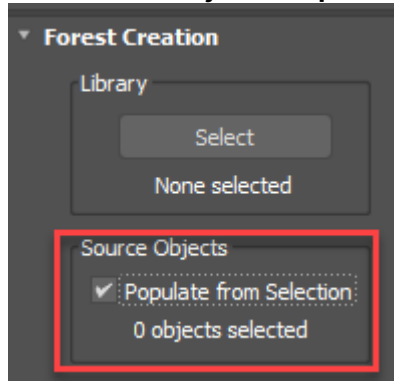 Forest Creation
Library
Select
None selected
Source Objects
Populate from Selection
0 objects selected